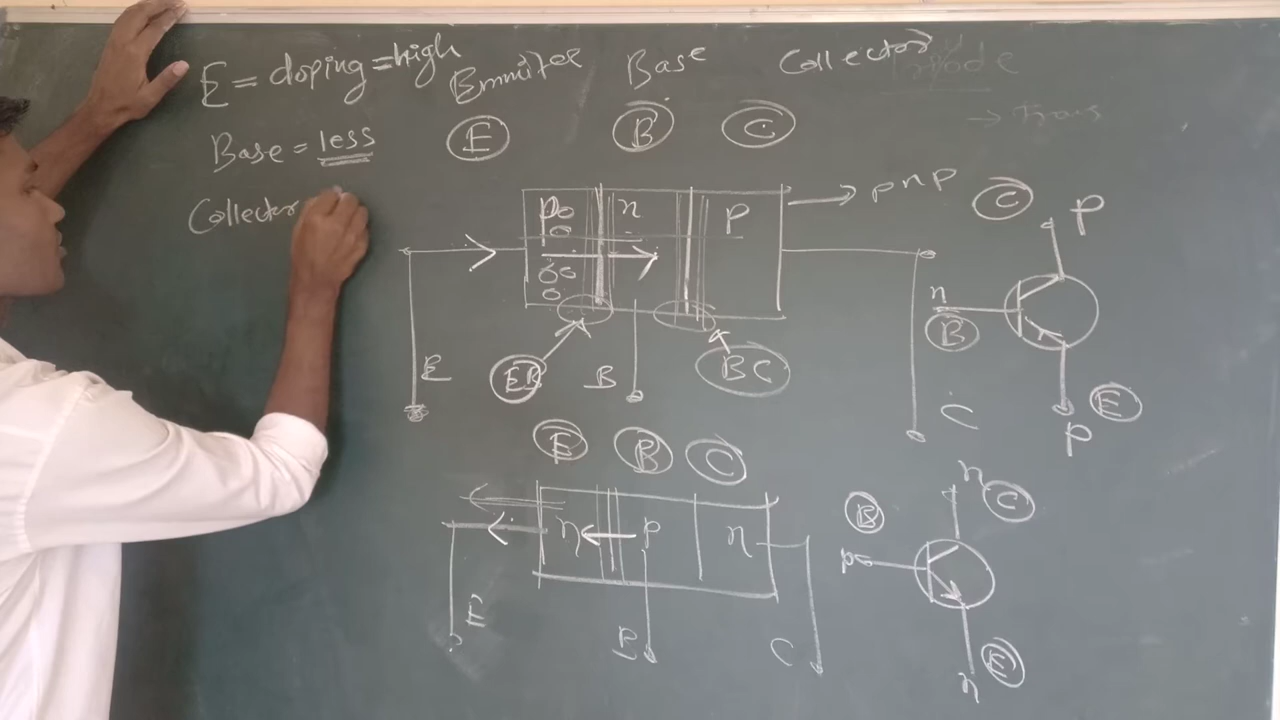 E = doping = high
Emmiter Base Collector
Base = less
E B C
Collector
p n p
pnp
C
p
n
B
E B C
EB BC
E
p
E B C
n
C
B
n p n
p
E B C
E
n